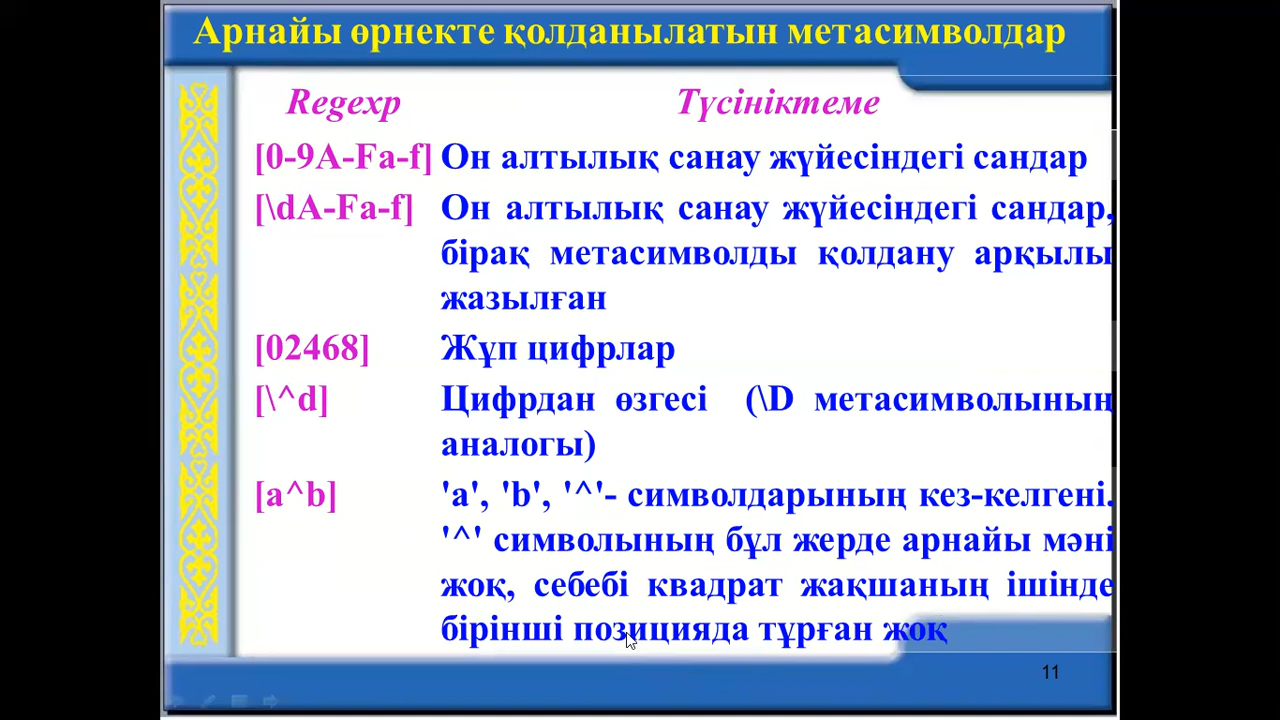 Арнайы өрнекте қолданылатын метасимволдар
Regexp Түсініктеме
[0-9A-Fa-f] Он алтылық санау жүйесіндегі сандар
[\dA-Fa-f] Он алтылық санау жүйесіндегі сандар,
бірақ метасимволды қолдану арқылы
жазылған
[02468] Жұп цифрлар
[\^d] Цифрдан өзгесі (\D метасимволының
аналогы)
[a^b] 'a', 'b', '^'- символдарының кез-келгені.
'^' символының бұл жерде арнайы мәні
жоқ, себебі квадрат жақшаның ішінде
бірінші позицияда тұрған жоқ
11